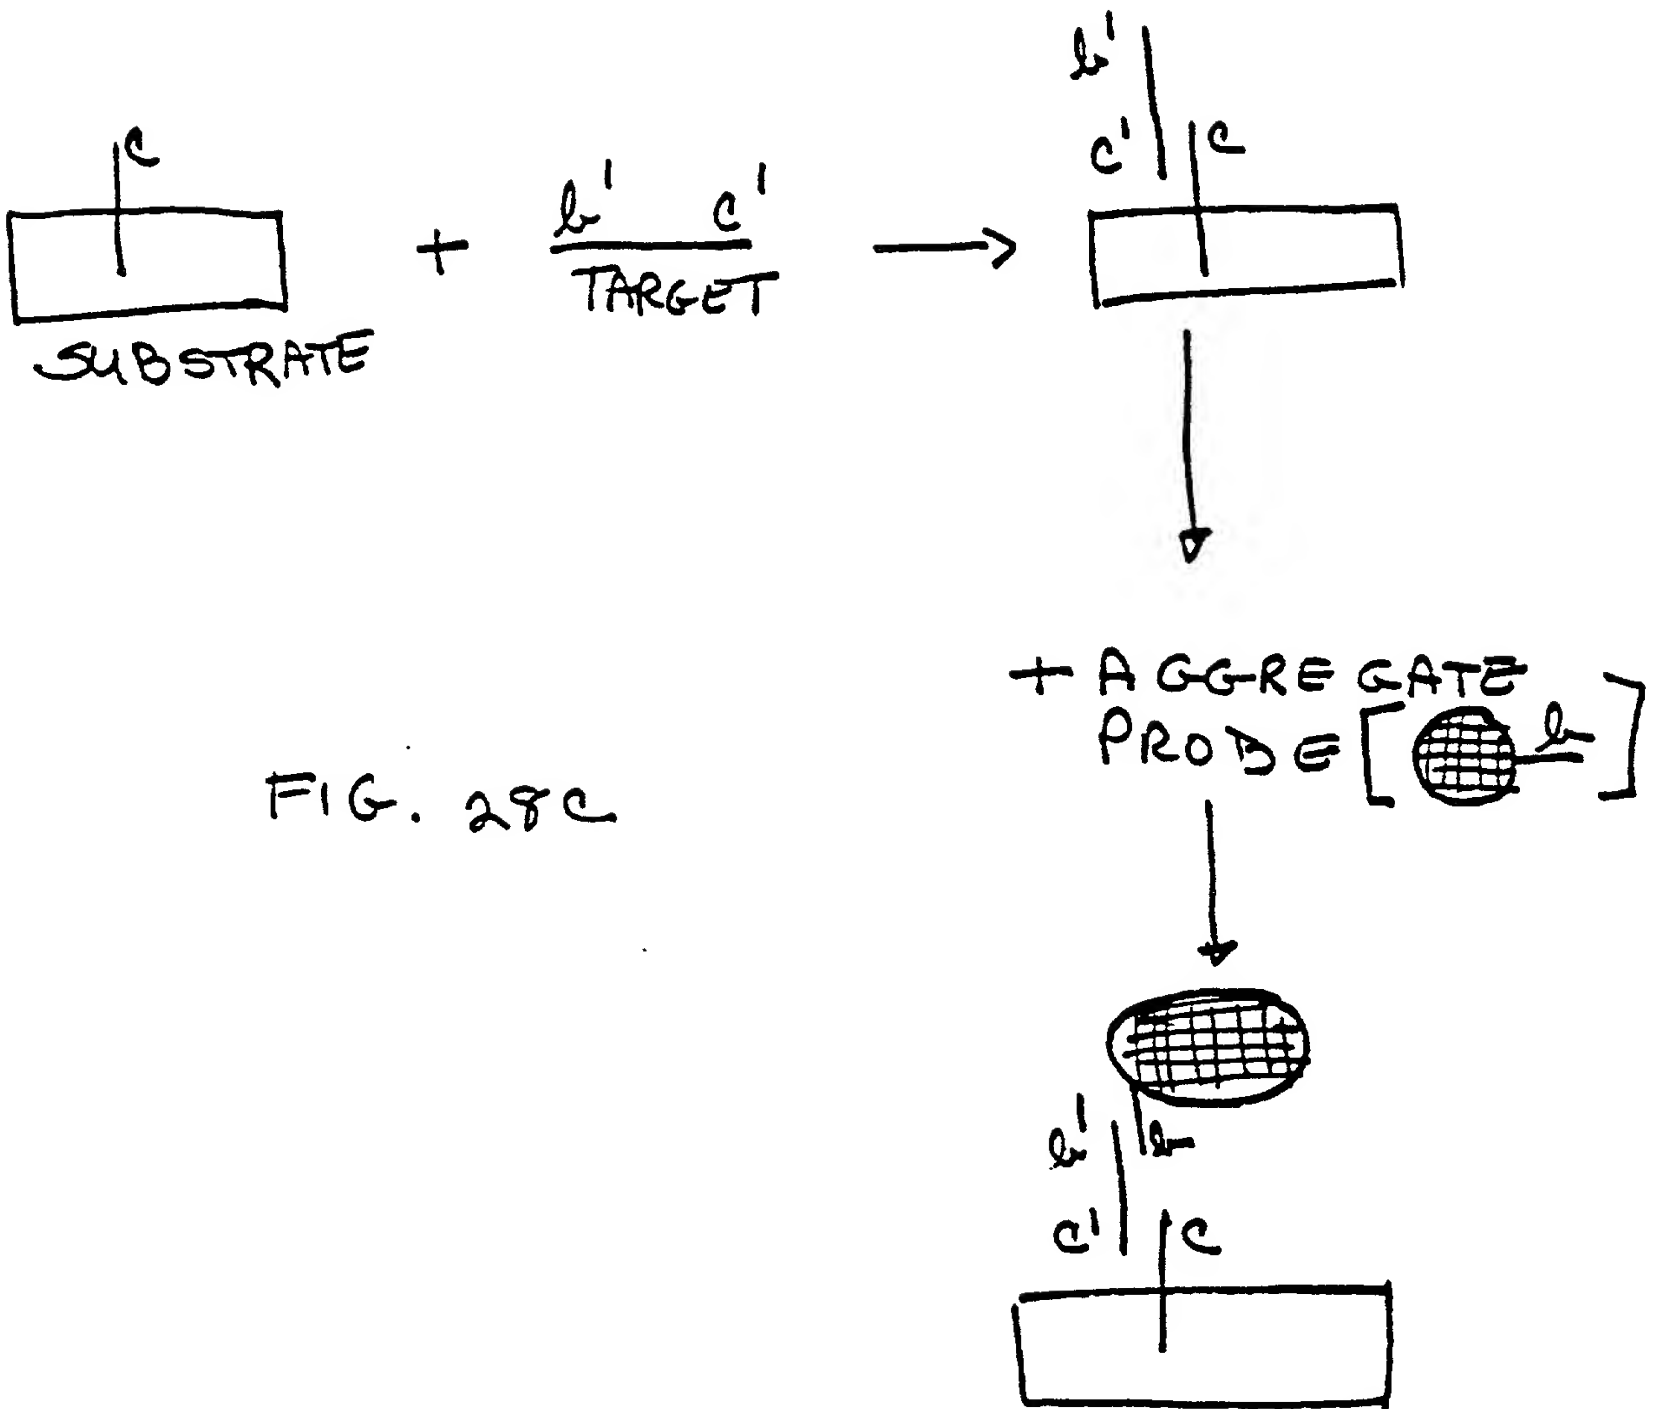 c
SUBSTRATE
+
b' c'
TARGET
b'
c' c
+ AGGREGATE
PROBE [ b ]
FIG. 28C
b' b
c' c